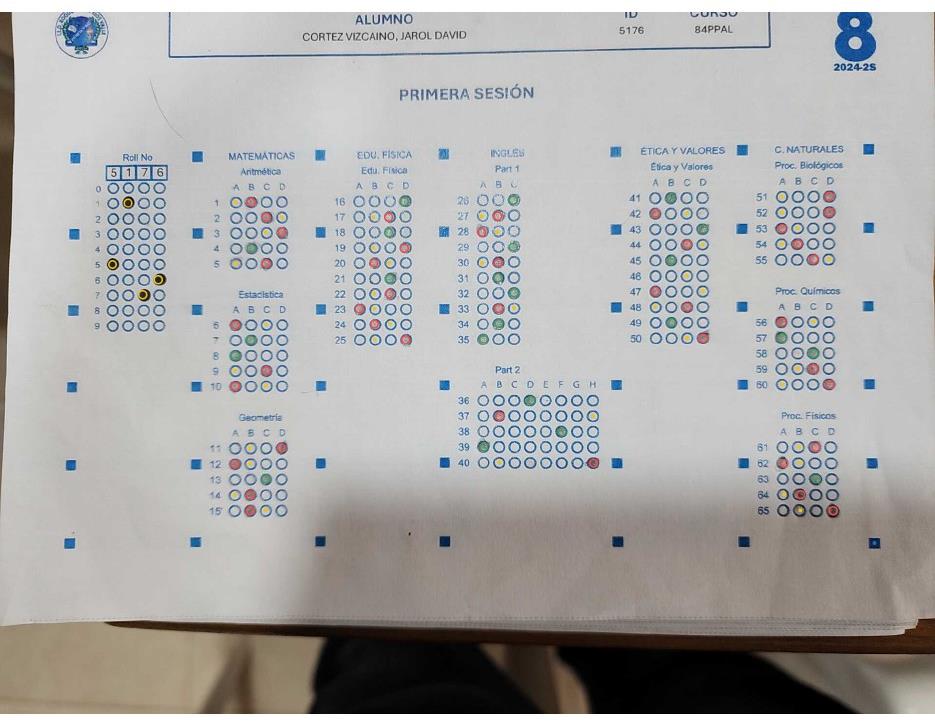 ALUMNO
ID
CURSO
CORTEZ VIZCAINO, JAROL DAVID
5176
84PPAL
8
2024-2S
PRIMERA SESIÓN
Roll No
5 1 7 6
0
1
2
3
4
5
6
7
8
9
MATEMÁTICAS
Aritmética
A B C D
1
2
3
4
5
Estadística
A B C D
6
7
8
9
10
Geometría
A B C D
11
12
13
14
15
EDU. FÍSICA
Edu. Física
A B C D
16
17
18
19
20
21
22
23
24
25
INGLÉS
Part 1
A B C
26
27
28
29
30
31
32
33
34
35
Part 2
A B C D E F G H
36
37
38
39
40
ÉTICA Y VALORES
Ética y Valores
A B C D
41
42
43
44
45
46
47
48
49
50
C. NATURALES
Proc. Biológicos
A B C D
51
52
53
54
55
Proc. Químicos
A B C D
56
57
58
59
60
Proc. Físicos
A B C D
61
62
63
64
65